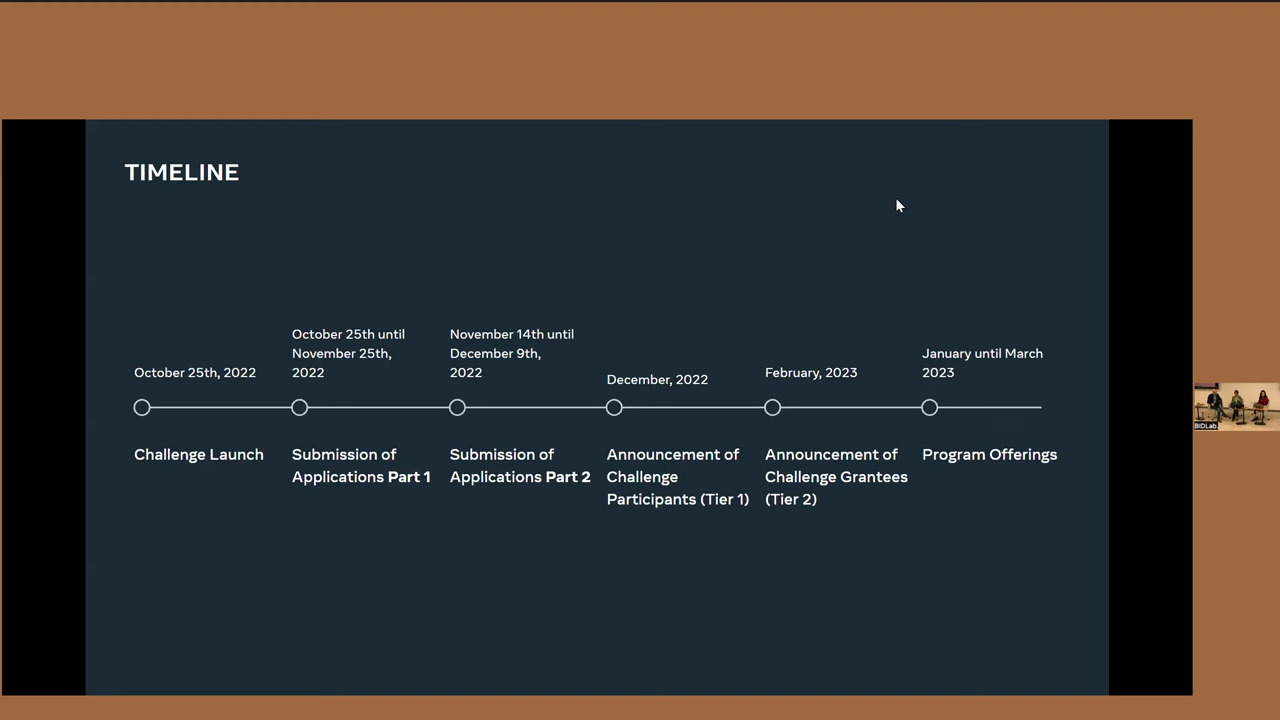 TIMELINE
October 25th, 2022
Challenge Launch
October 25th until
November 25th,
2022
Submission of
Applications Part 1
November 14th until
December 9th,
2022
Submission of
Applications Part 2
December, 2022
Announcement of
Challenge
Participants (Tier 1)
February, 2023
Announcement of
Challenge Grantees
(Tier 2)
January until March
2023
Program Offerings
BIDLab